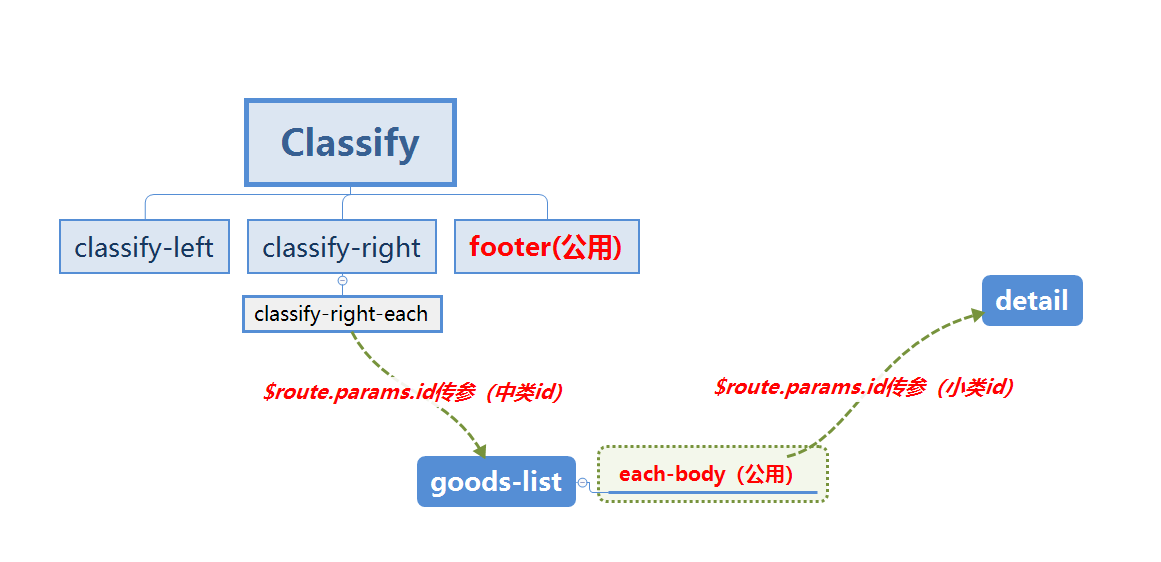 Classify
classify-left
classify-right
footer(公用)
classify-right-each
detail
$route.params.id传参（中类id）
$route.params.id传参（小类id）
goods-list
each-body（公用）